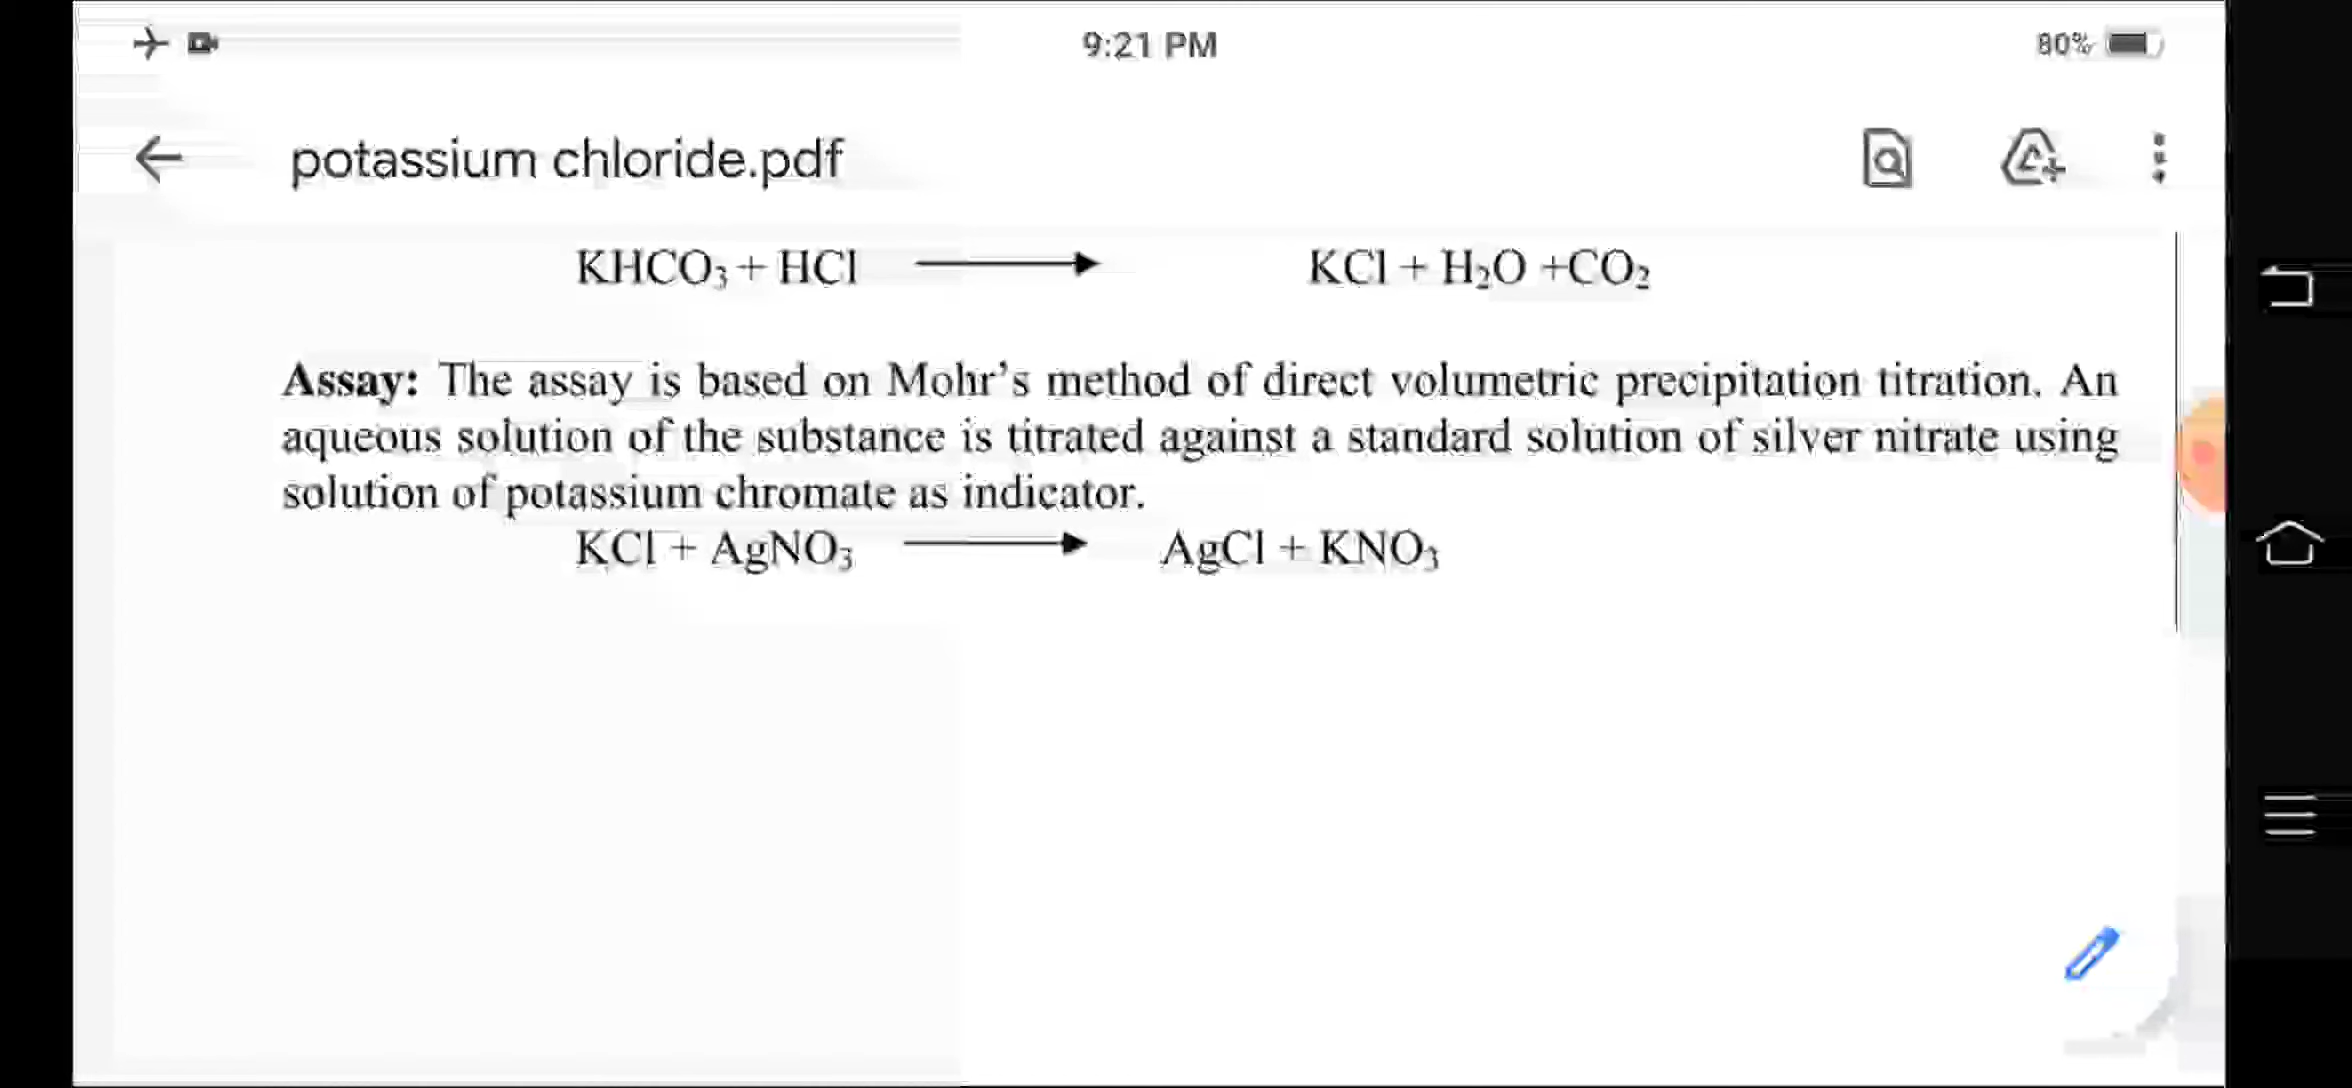 9:21 PM
80%
potassium chloride.pdf
KHCO₃ + HCl ⟶ KCl + H₂O +CO₂
Assay: The assay is based on Mohr's method of direct volumetric precipitation titration. An
aqueous solution of the substance is titrated against a standard solution of silver nitrate using
solution of potassium chromate as indicator.
KCl + AgNO₃ ⟶ AgCl + KNO₃